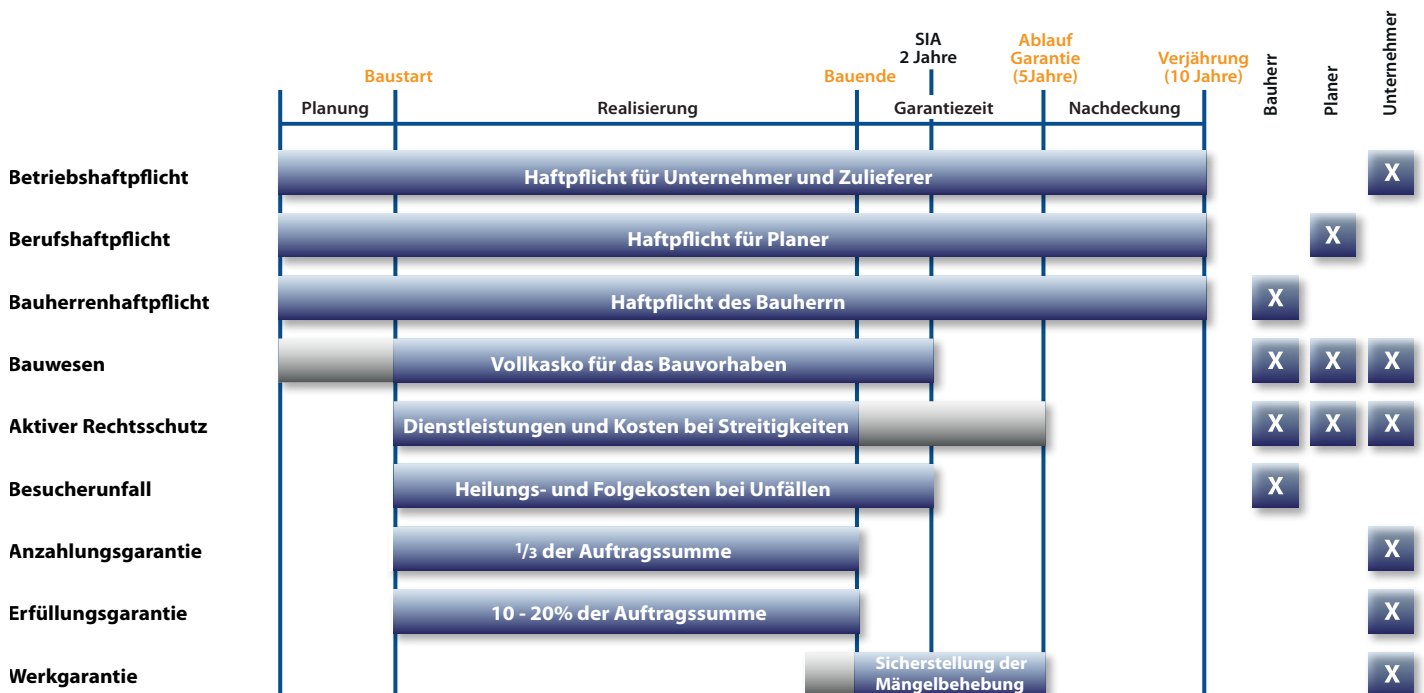 SIA
2 Jahre
Ablauf
Garantie
(5Jahre)
Verjährung
(10 Jahre)
Baustart
Bauende
Bauherr
Planer
Unternehmer
Planung
Realisierung
Garantiezeit
Nachdeckung
Betriebshaftpflicht
Haftpflicht für Unternehmer und Zulieferer
X
Berufshaftpflicht
Haftpflicht für Planer
X
Bauherrenhaftpflicht
Haftpflicht des Bauherrn
X
Bauwesen
Vollkasko für das Bauvorhaben
X X X
Aktiver Rechtsschutz
Dienstleistungen und Kosten bei Streitigkeiten
X X X
Besucherunfall
Heilungs- und Folgekosten bei Unfällen
X
Anzahlungsgarantie
1/3 der Auftragssumme
X
Erfüllungsgarantie
10 - 20% der Auftragssumme
X
Werkgarantie
Sicherstellung der
Mängelbehebung
X